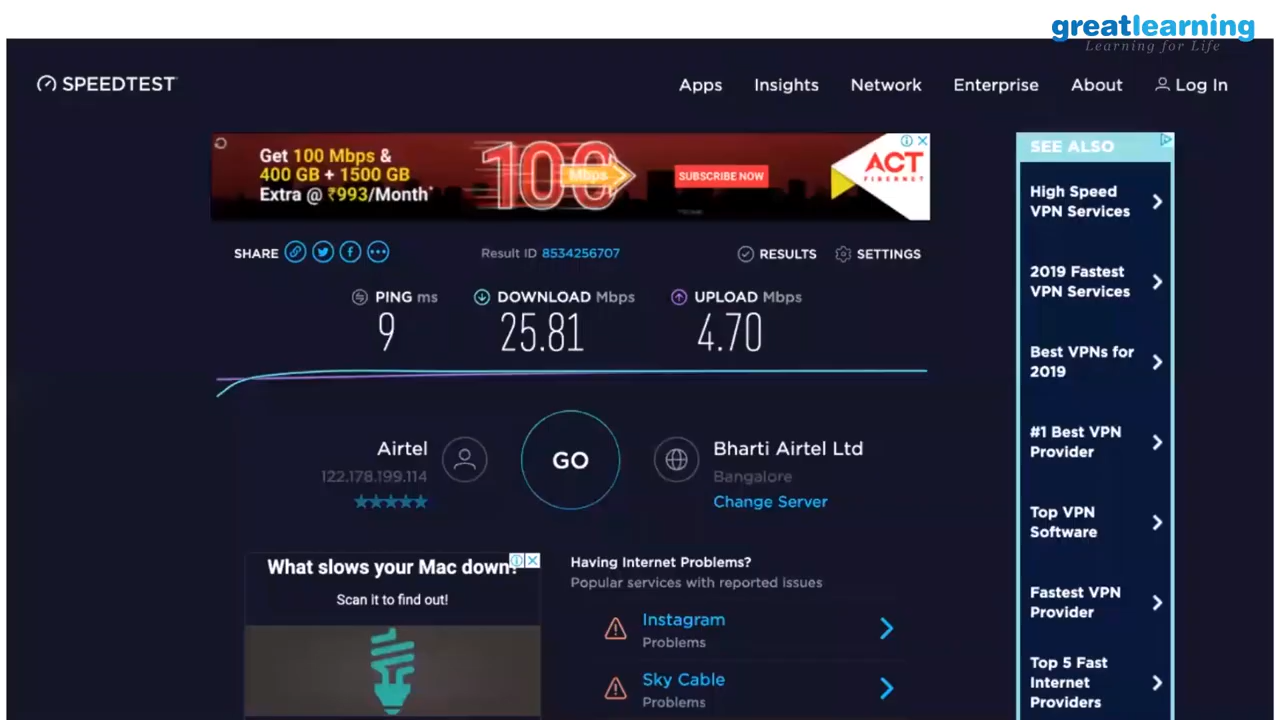 greatlearning
Learning for Life
SPEEDTEST
Apps Insights Network Enterprise About Log In
Get 100 Mbps &
400 GB + 1500 GB
Extra @ ₹993/Month*
100
Mbps
SUBSCRIBE NOW
ACT
FIBERNET
SEE ALSO
High Speed
VPN Services
2019 Fastest
VPN Services
Best VPNs for
2019
#1 Best VPN
Provider
Top VPN
Software
Fastest VPN
Provider
Top 5 Fast
Internet
Providers
SHARE
Result ID 8534256707
RESULTS SETTINGS
PING ms DOWNLOAD Mbps UPLOAD Mbps
9 25.81 4.70
Airtel
122.178.199.114
GO
Bharti Airtel Ltd
Bangalore
Change Server
What slows your Mac down?
Scan it to find out!
Having Internet Problems?
Popular services with reported issues
Instagram
Problems
Sky Cable
Problems